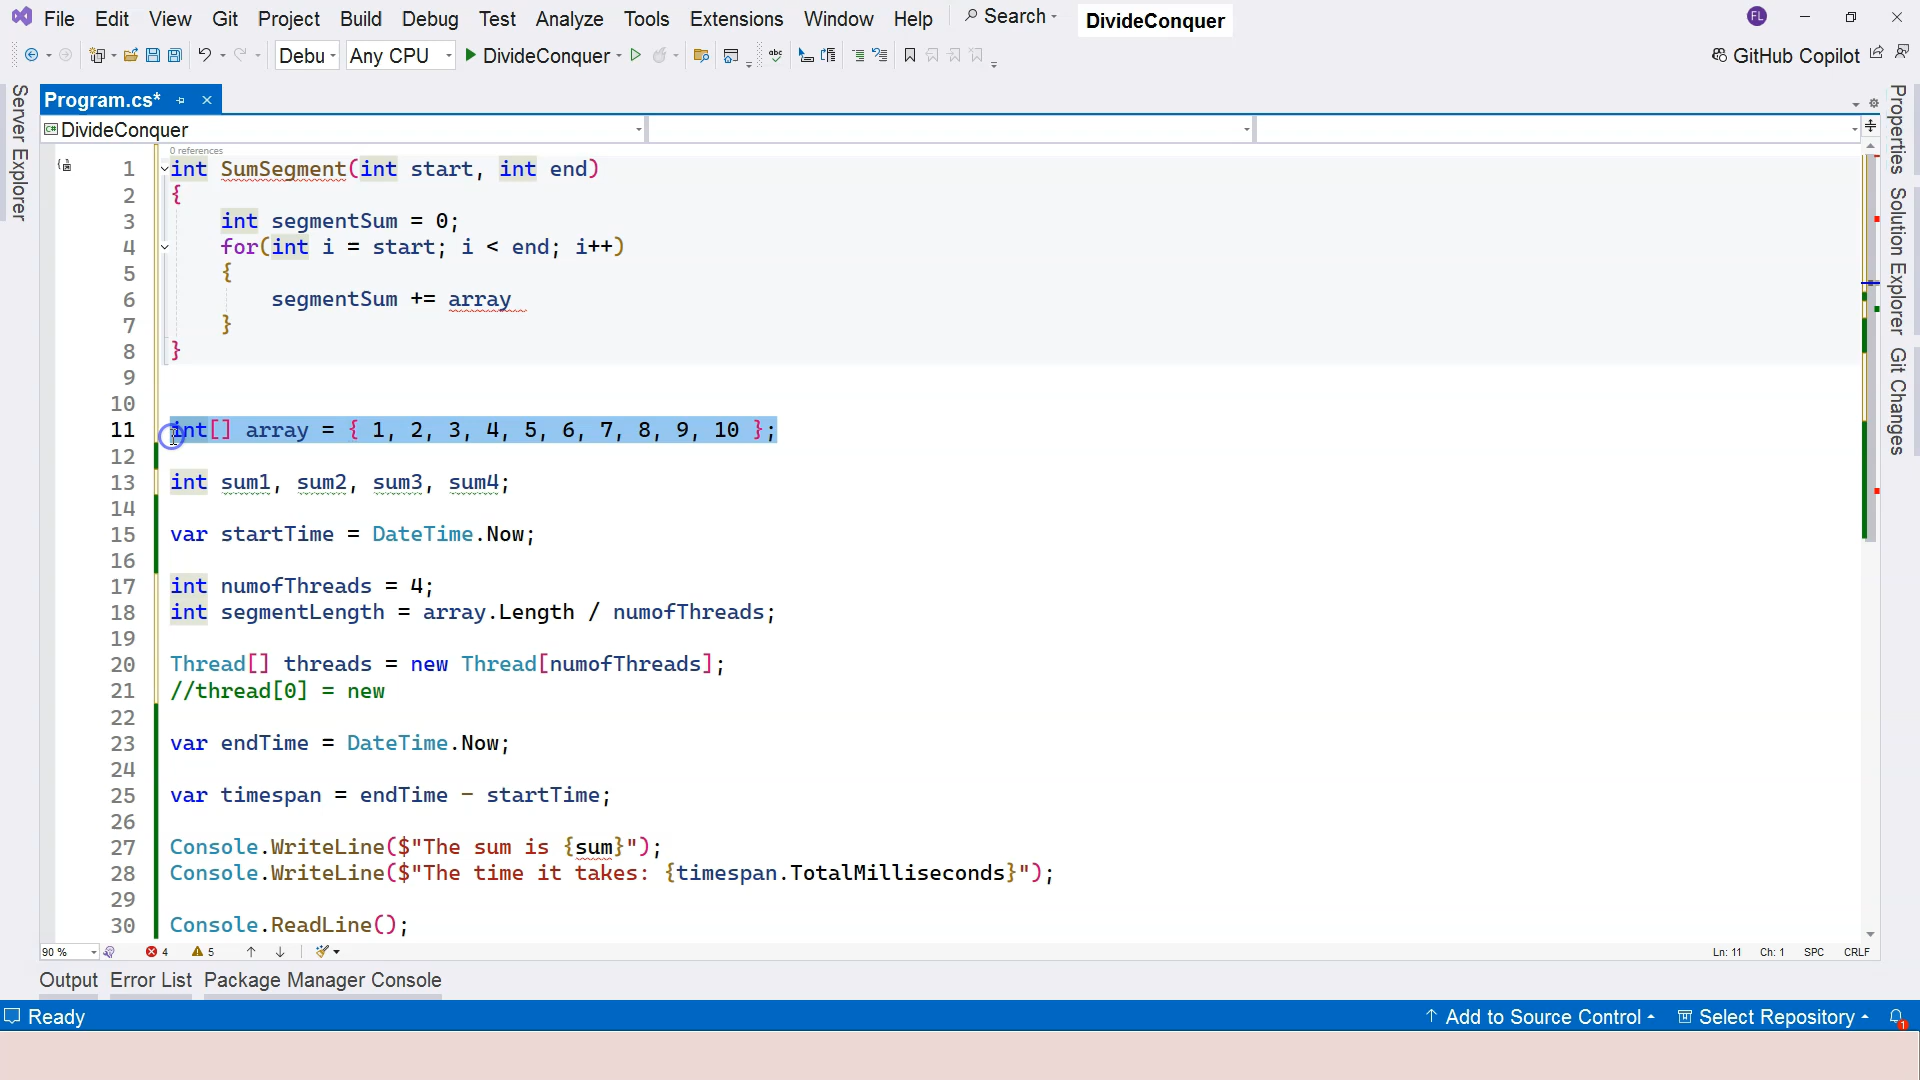 File Edit View Git Project Build Debug Test Analyze Tools Extensions Window Help Search DivideConquer FL
Debu Any CPU DivideConquer abc GitHub Copilot
Server Explorer
Program.cs*
C# DivideConquer
0 references
1 int SumSegment(int start, int end)
2 {
3 int segmentSum = 0;
4 for(int i = start; i < end; i++)
5 {
6 segmentSum += array
7 }
8 }
9
10
11 int[] array = { 1, 2, 3, 4, 5, 6, 7, 8, 9, 10 };
12
13 int sum1, sum2, sum3, sum4;
14
15 var startTime = DateTime.Now;
16
17 int numofThreads = 4;
18 int segmentLength = array.Length / numofThreads;
19
20 Thread[] threads = new Thread[numofThreads];
21 //thread[0] = new
22
23 var endTime = DateTime.Now;
24
25 var timespan = endTime - startTime;
26
27 Console.WriteLine($"The sum is {sum}");
28 Console.WriteLine($"The time it takes: {timespan.TotalMilliseconds}");
29
30 Console.ReadLine();
Properties
Solution Explorer
Git Changes
90 % 4 5 Ln: 11 Ch: 1 SPC CRLF
Output Error List Package Manager Console
Ready Add to Source Control Select Repository 1